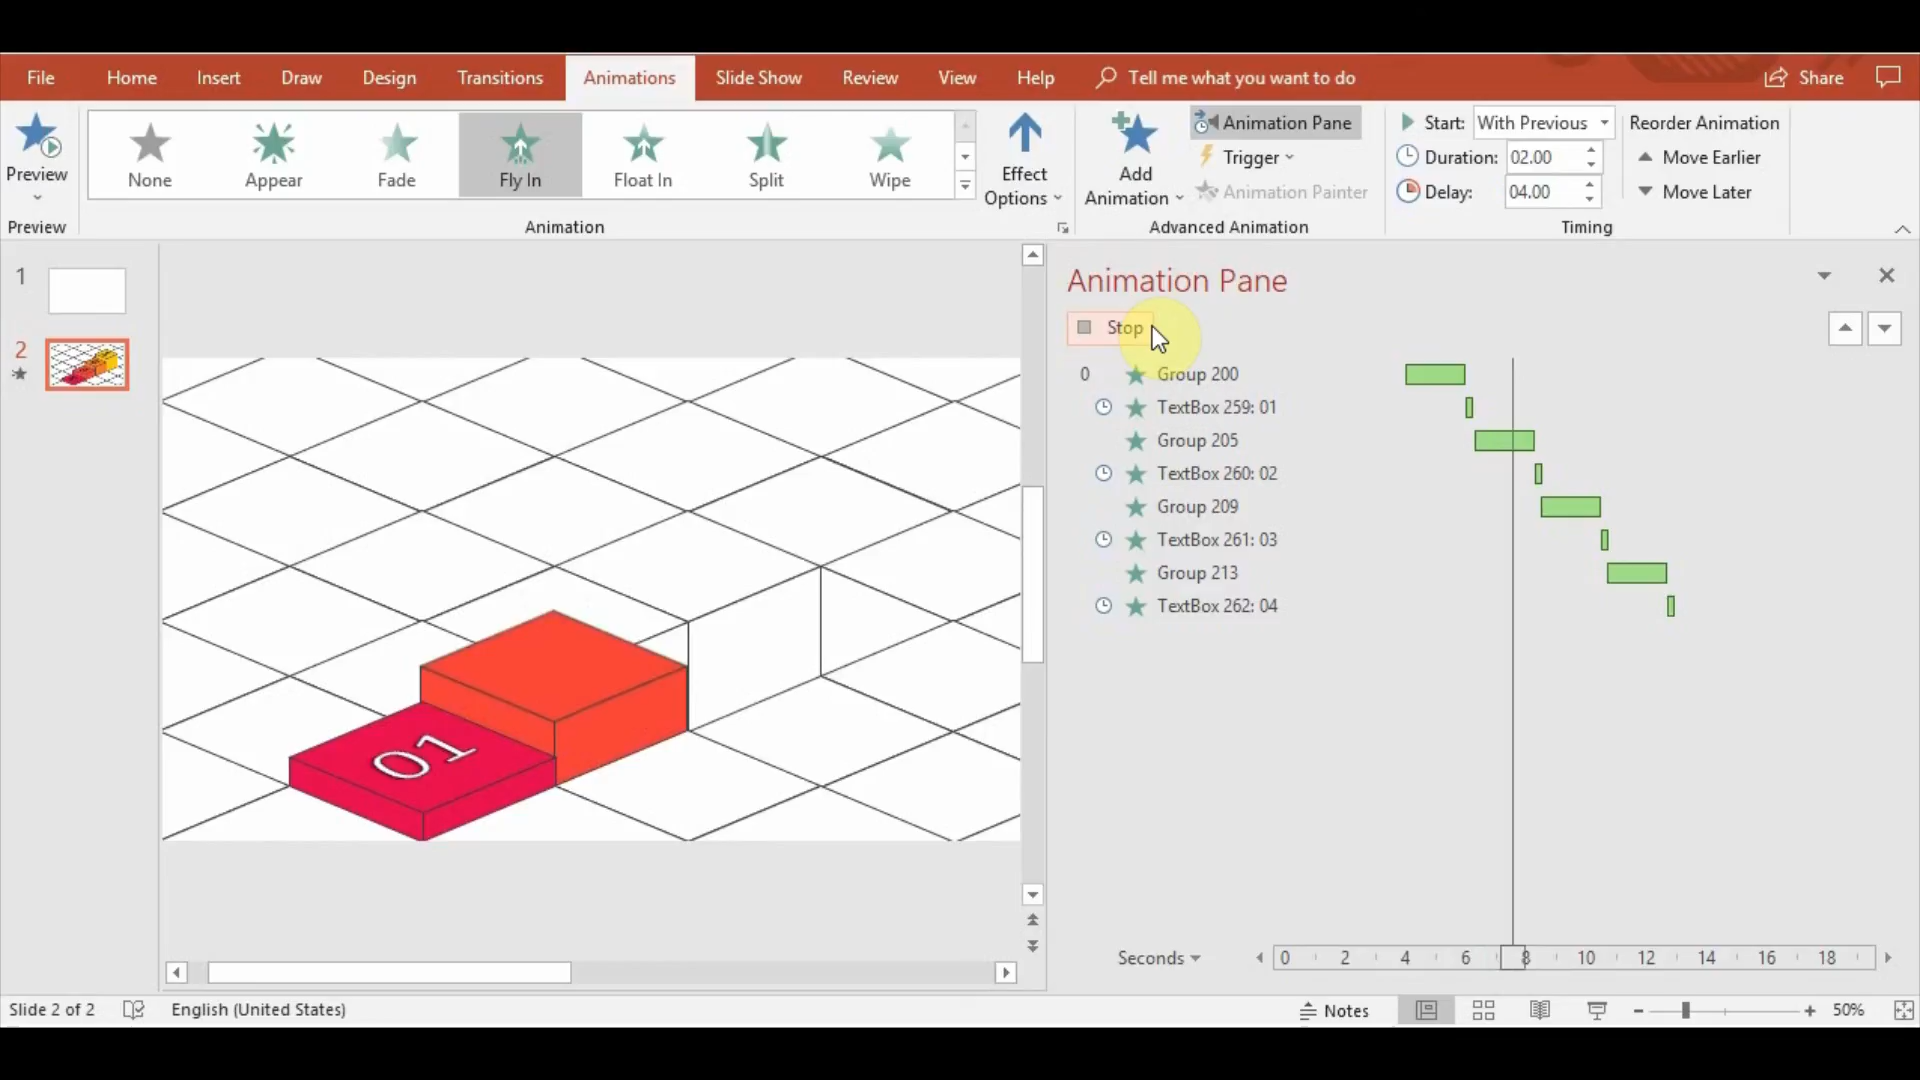 File Home Insert Draw Design Transitions Animations Slide Show Review View Help Tell me what you want to do Share
Preview
None Appear Fade Fly In Float In Split Wipe
Effect
Options
Add
Animation
Animation Pane
Trigger
Animation Painter
Start: With Previous
Duration: 02.00
Delay: 04.00
Reorder Animation
Move Earlier
Move Later
Preview Animation Advanced Animation Timing
1
2
01
Animation Pane
Stop
0 Group 200
TextBox 259: 01
Group 205
TextBox 260: 02
Group 209
TextBox 261: 03
Group 213
TextBox 262: 04
Seconds 0 2 4 6 8 10 12 14 16 18
Slide 2 of 2 English (United States) Notes 50%